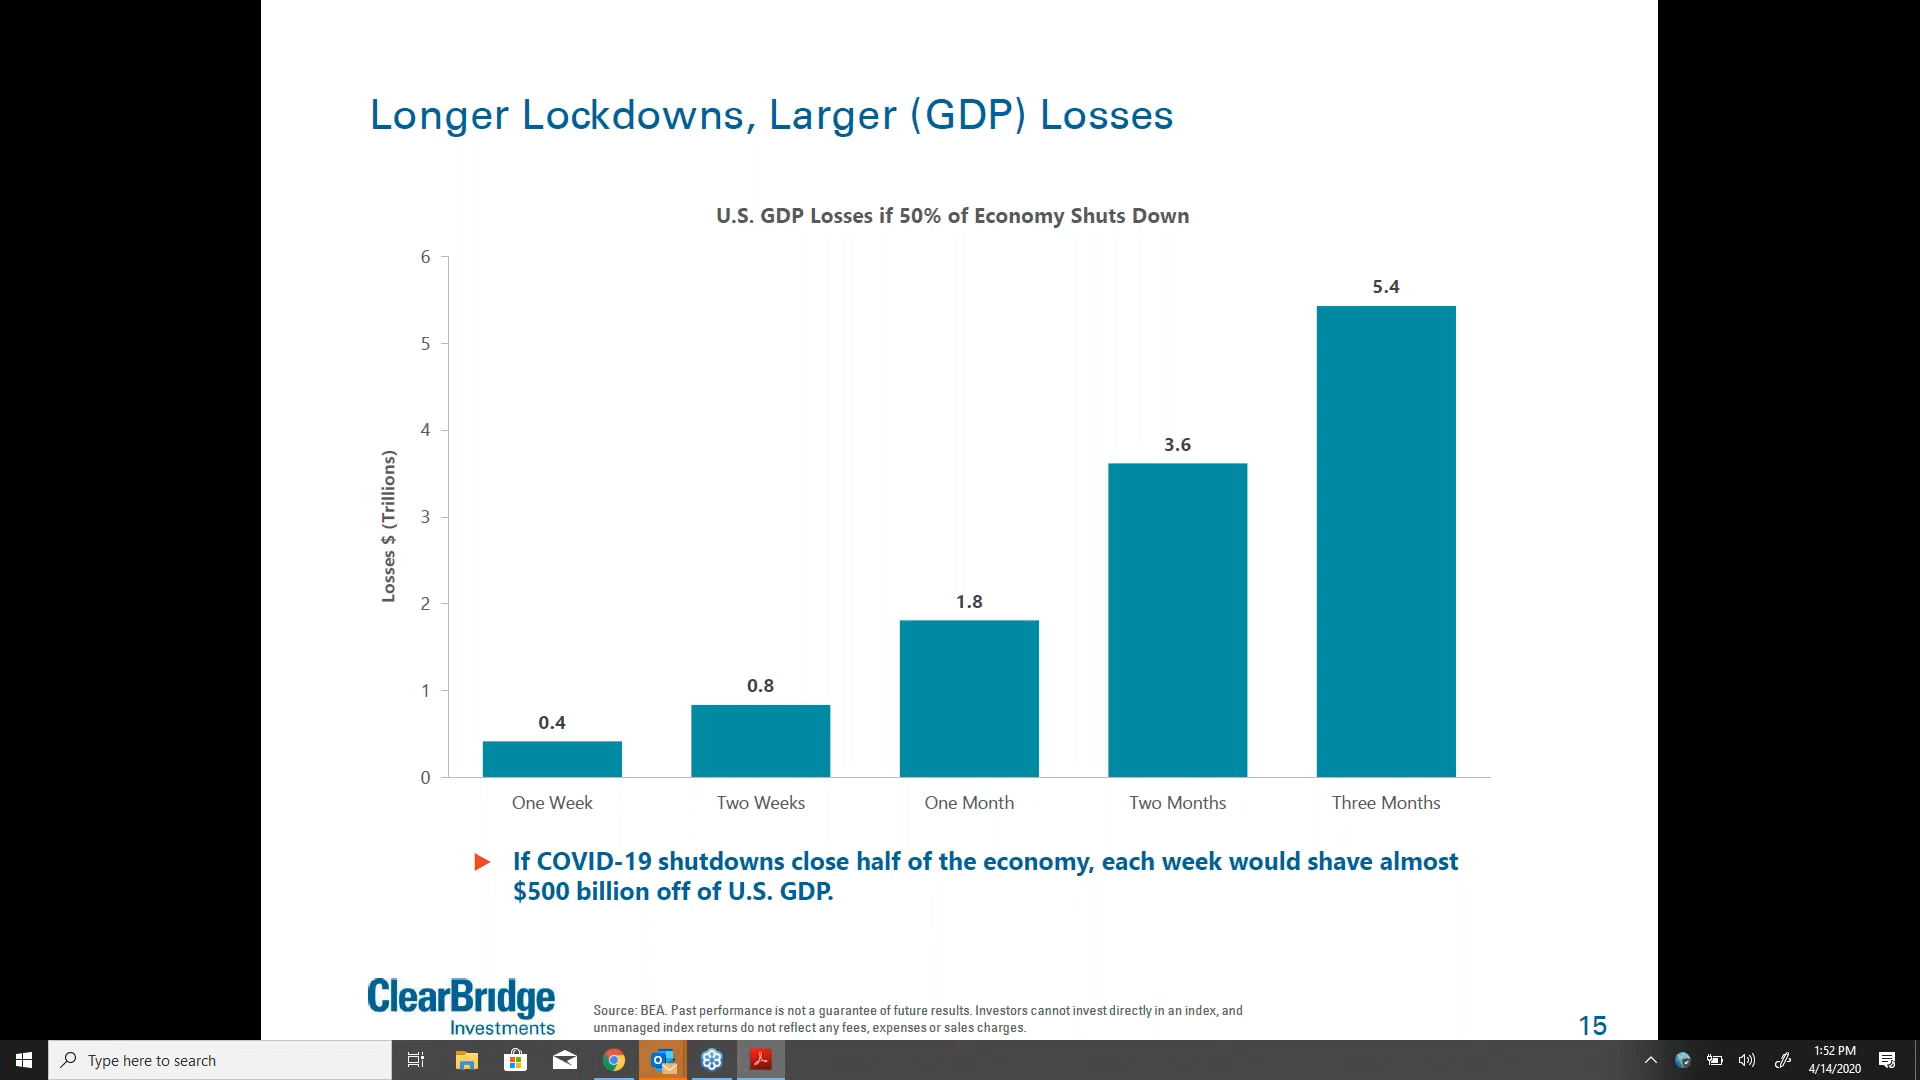 Longer Lockdowns, Larger (GDP) Losses
U.S. GDP Losses if 50% of Economy Shuts Down
Losses $ (Trillions)
6
5
4
3
2
1
0
0.4
0.8
1.8
3.6
5.4
One Week
Two Weeks
One Month
Two Months
Three Months
If COVID-19 shutdowns close half of the economy, each week would shave almost
$500 billion off of U.S. GDP.
ClearBridge
Investments
Source: BEA. Past performance is not a guarantee of future results. Investors cannot invest directly in an index, and
unmanaged index returns do not reflect any fees, expenses or sales charges.
15
Type here to search
1:52 PM
4/14/2020